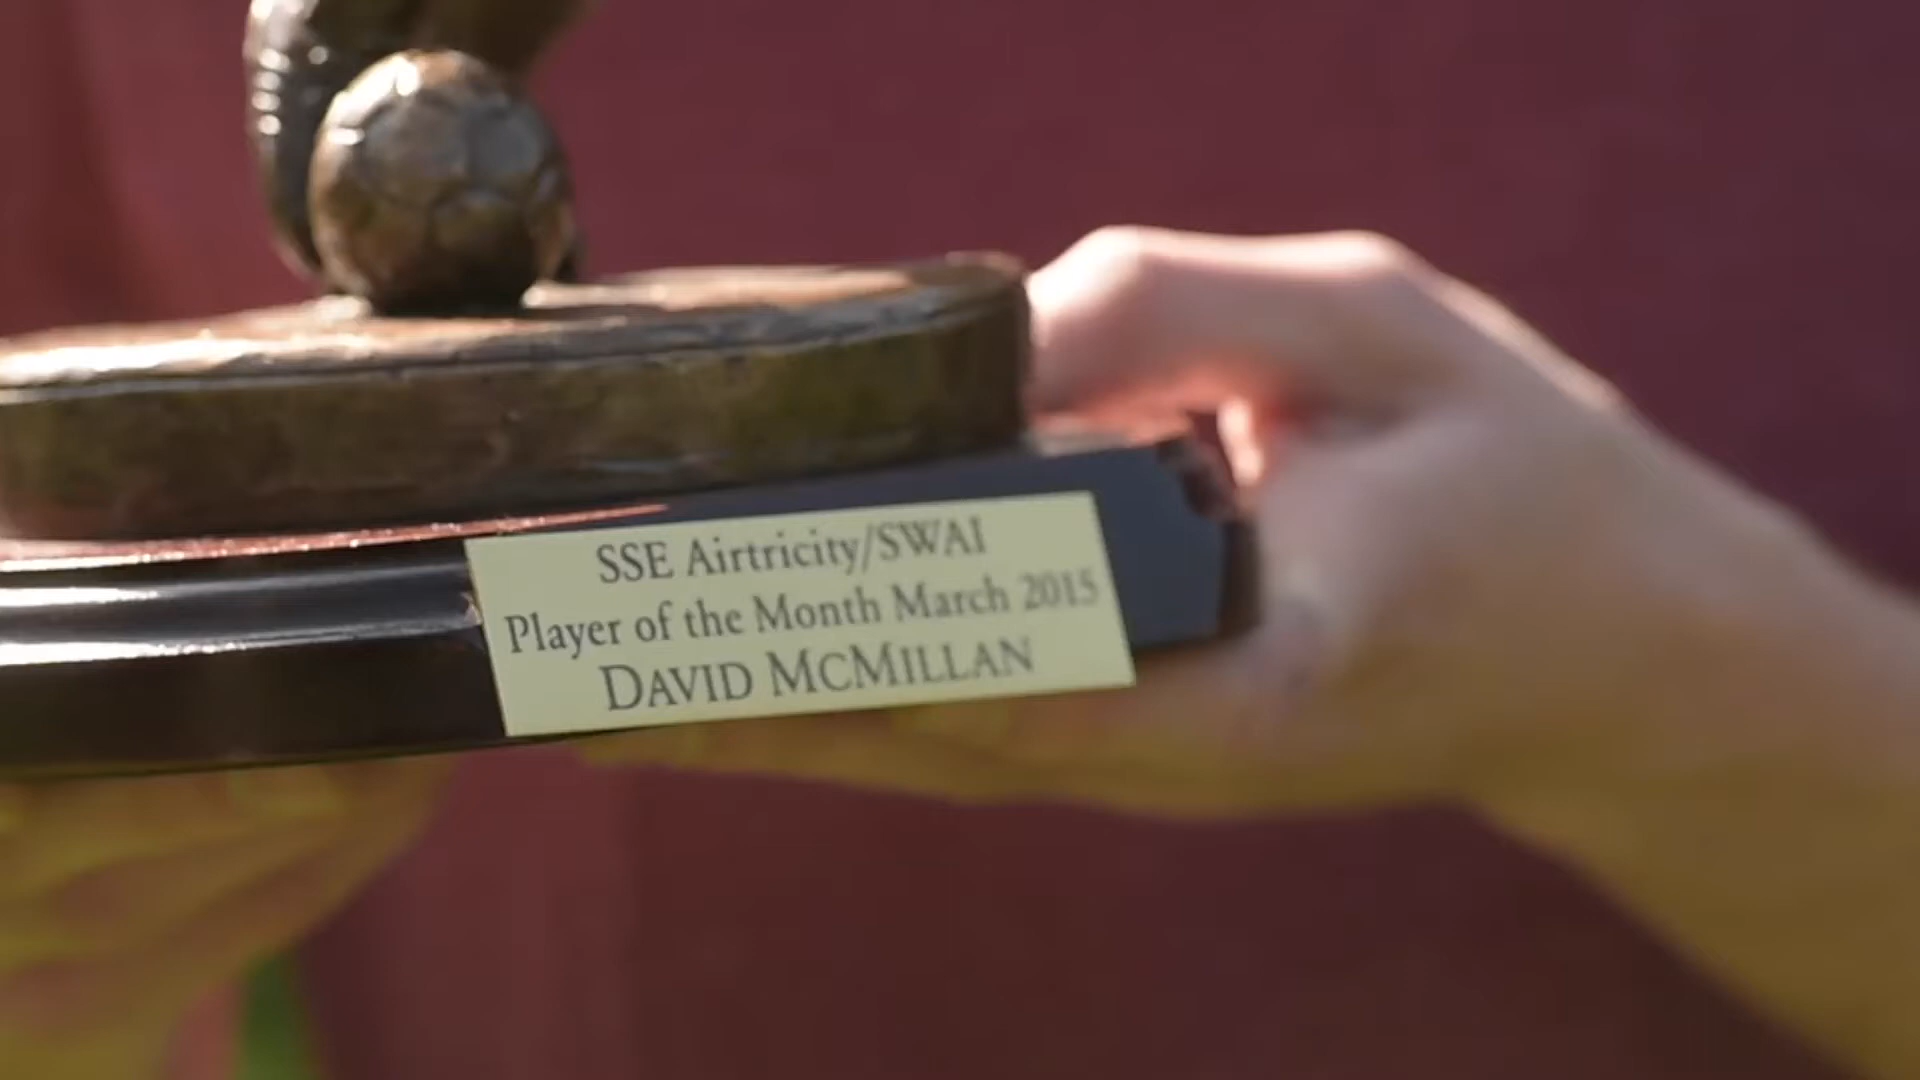 SSE Airtricity/SWAI
Player of the Month March 2015
DAVID MCMILLAN